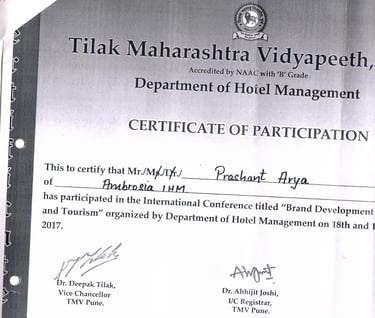 Tilak Maharashtra Vidyapeeth,
Accredited by NAAC with 'B' Grade
Department of Hotel Management
CERTIFICATE OF PARTICIPATION
This to certify that Mr./Ms/Dr./ Prashant Arya
of Ambrosia IHM
has participated in the International Conference titled "Brand Development
and Tourism" organized by Department of Hotel Management on 18th and
2017.
Dr. Deepak Tilak,
Vice Chancellor
TMV Pune.
Dr. Abhijit Joshi,
I/C Registrar,
TMV Pune.